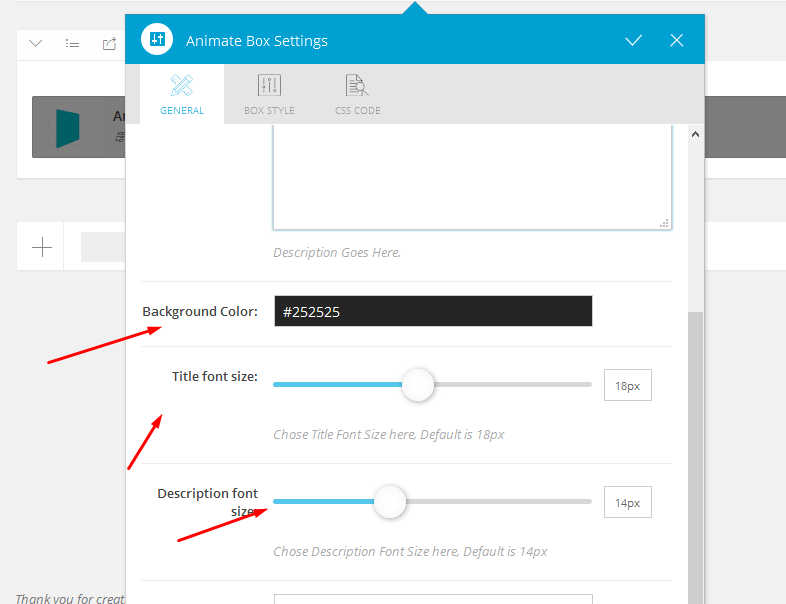 Animate Box Settings
GENERAL
BOX STYLE
CSS CODE
Description Goes Here.
Background Color:
#252525
Title font size:
18px
Chose Title Font Size here, Default is 18px
Description font
size:
14px
Chose Description Font Size here, Default is 14px
Thank you for